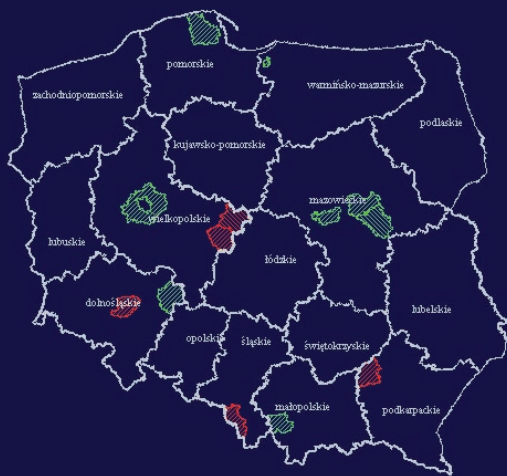 pomorskie
zachodniopomorskie
warmińsko-mazurskie
podlaskie
kujawsko-pomorskie
mazowieckie
wielkopolskie
lubuskie
łódzkie
dolnośląskie
lubelskie
opolskie
śląskie
świętokrzyskie
małopolskie
podkarpackie